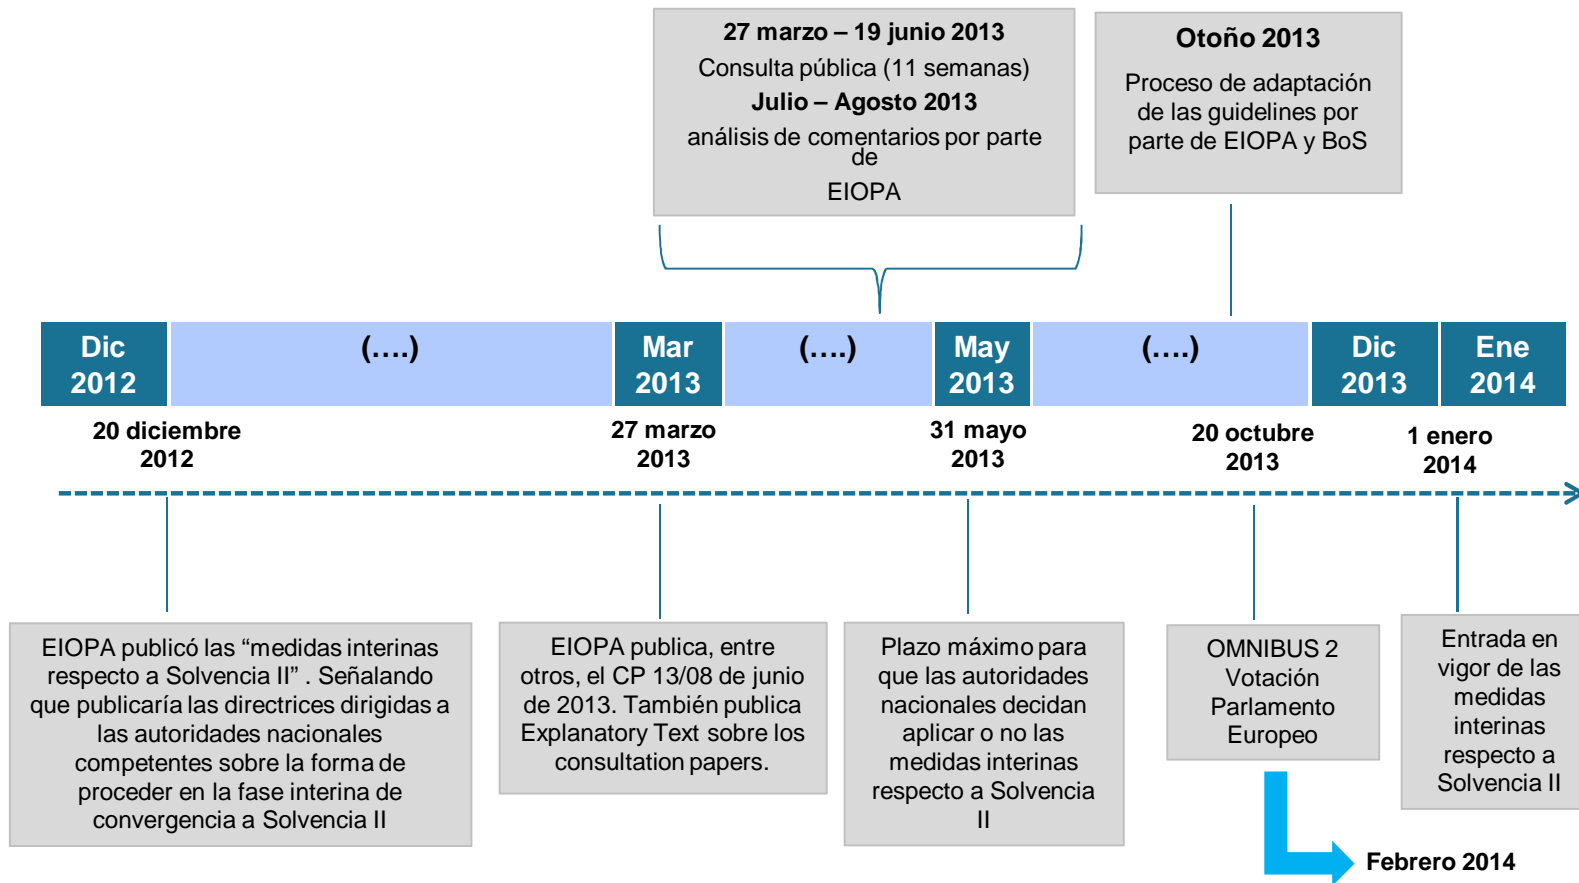 27 marzo – 19 junio 2013
Consulta pública (11 semanas)
Julio – Agosto 2013
análisis de comentarios por parte
de
EIOPA
Otoño 2013
Proceso de adaptación
de las guidelines por
parte de EIOPA y BoS
Dic
2012
(….)
Mar
2013
(….)
May
2013
(….)
Dic
2013
Ene
2014
20 diciembre
2012
27 marzo
2013
31 mayo
2013
20 octubre
2013
1 enero
2014
EIOPA publicó las “medidas interinas
respecto a Solvencia II” . Señalando
que publicaría las directrices dirigidas a
las autoridades nacionales
competentes sobre la forma de
proceder en la fase interina de
convergencia a Solvencia II
EIOPA publica, entre
otros, el CP 13/08 de junio
de 2013. También publica
Explanatory Text sobre los
consultation papers.
Plazo máximo para
que las autoridades
nacionales decidan
aplicar o no las
medidas interinas
respecto a Solvencia
II
OMNIBUS 2
Votación
Parlamento
Europeo
Entrada en
vigor de las
medidas
interinas
respecto a
Solvencia II
Febrero 2014